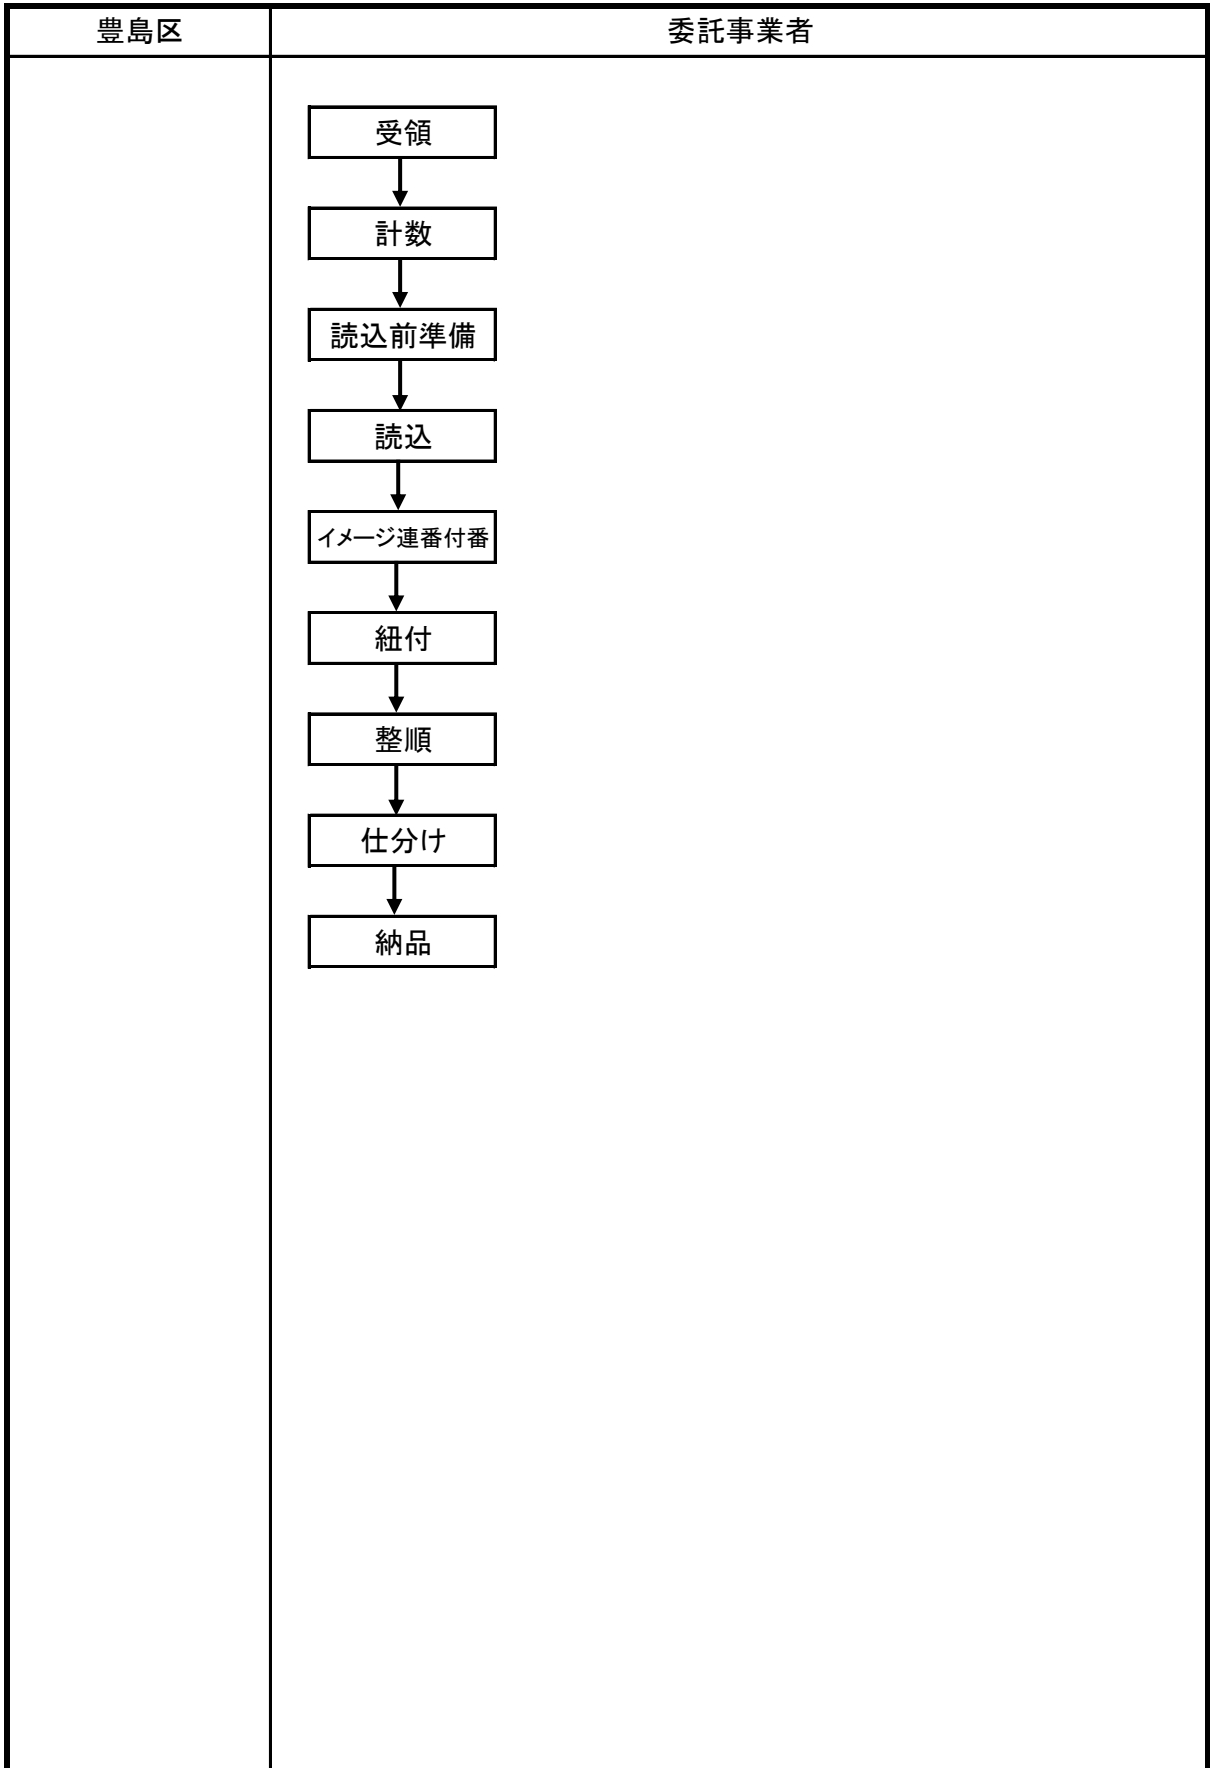 豊島区
委託事業者
受領
計数
読込前準備
読込
イメージ連番付番
紐付
整順
仕分け
納品